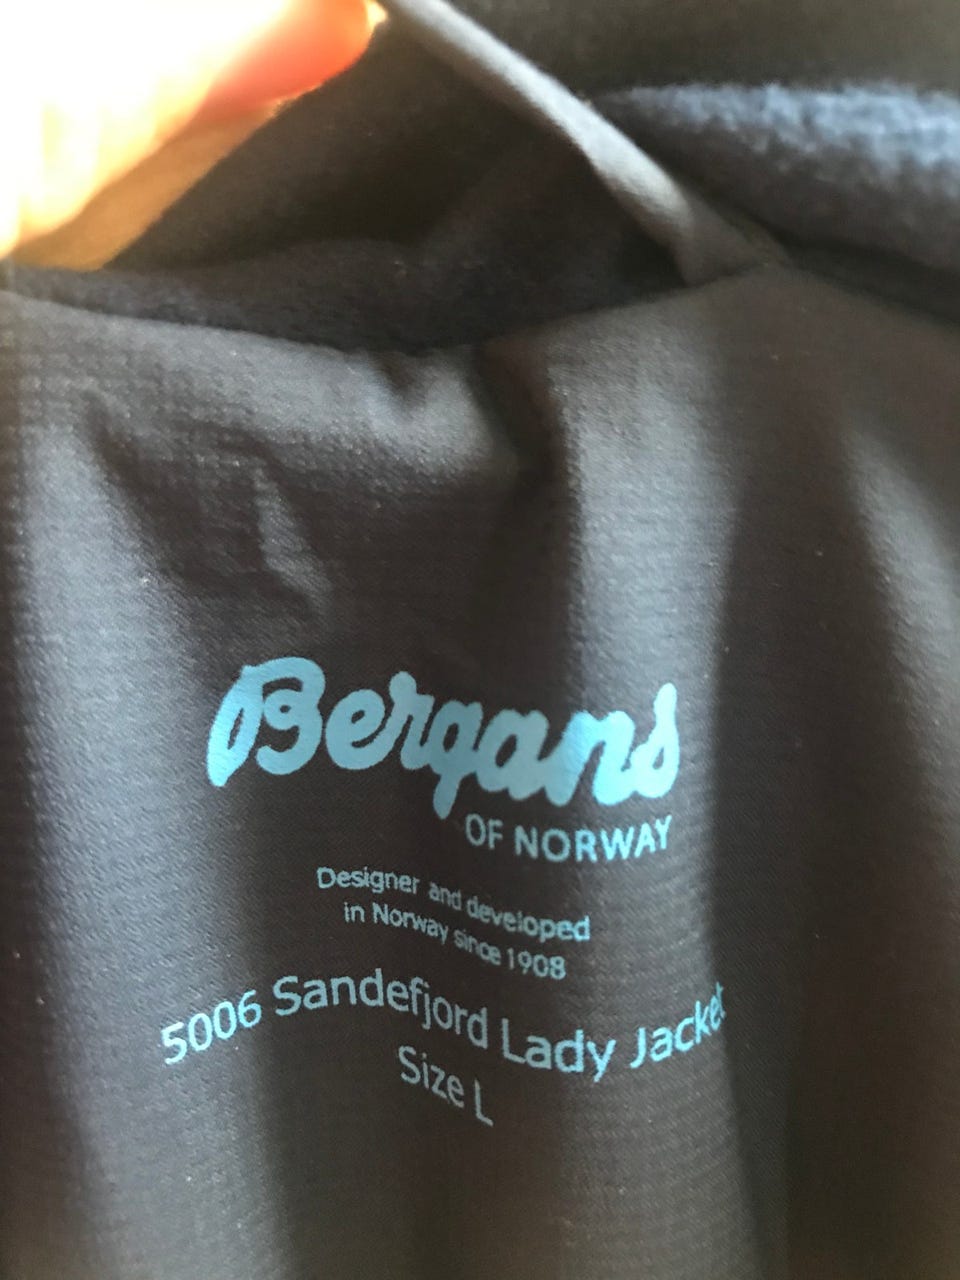 Bergans
OF NORWAY
Designer and developed
in Norway since 1908
5006 Sandefjord Lady Jacket
Size L